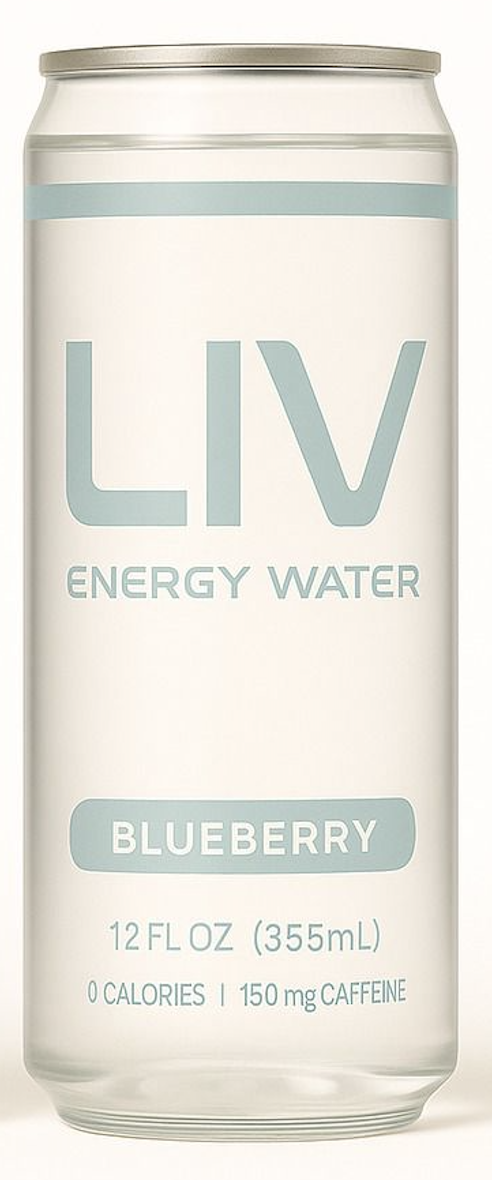 LIV
ENERGY WATER
BLUEBERRY
12 FL OZ (355mL)
0 CALORIES | 150 mg CAFFEINE